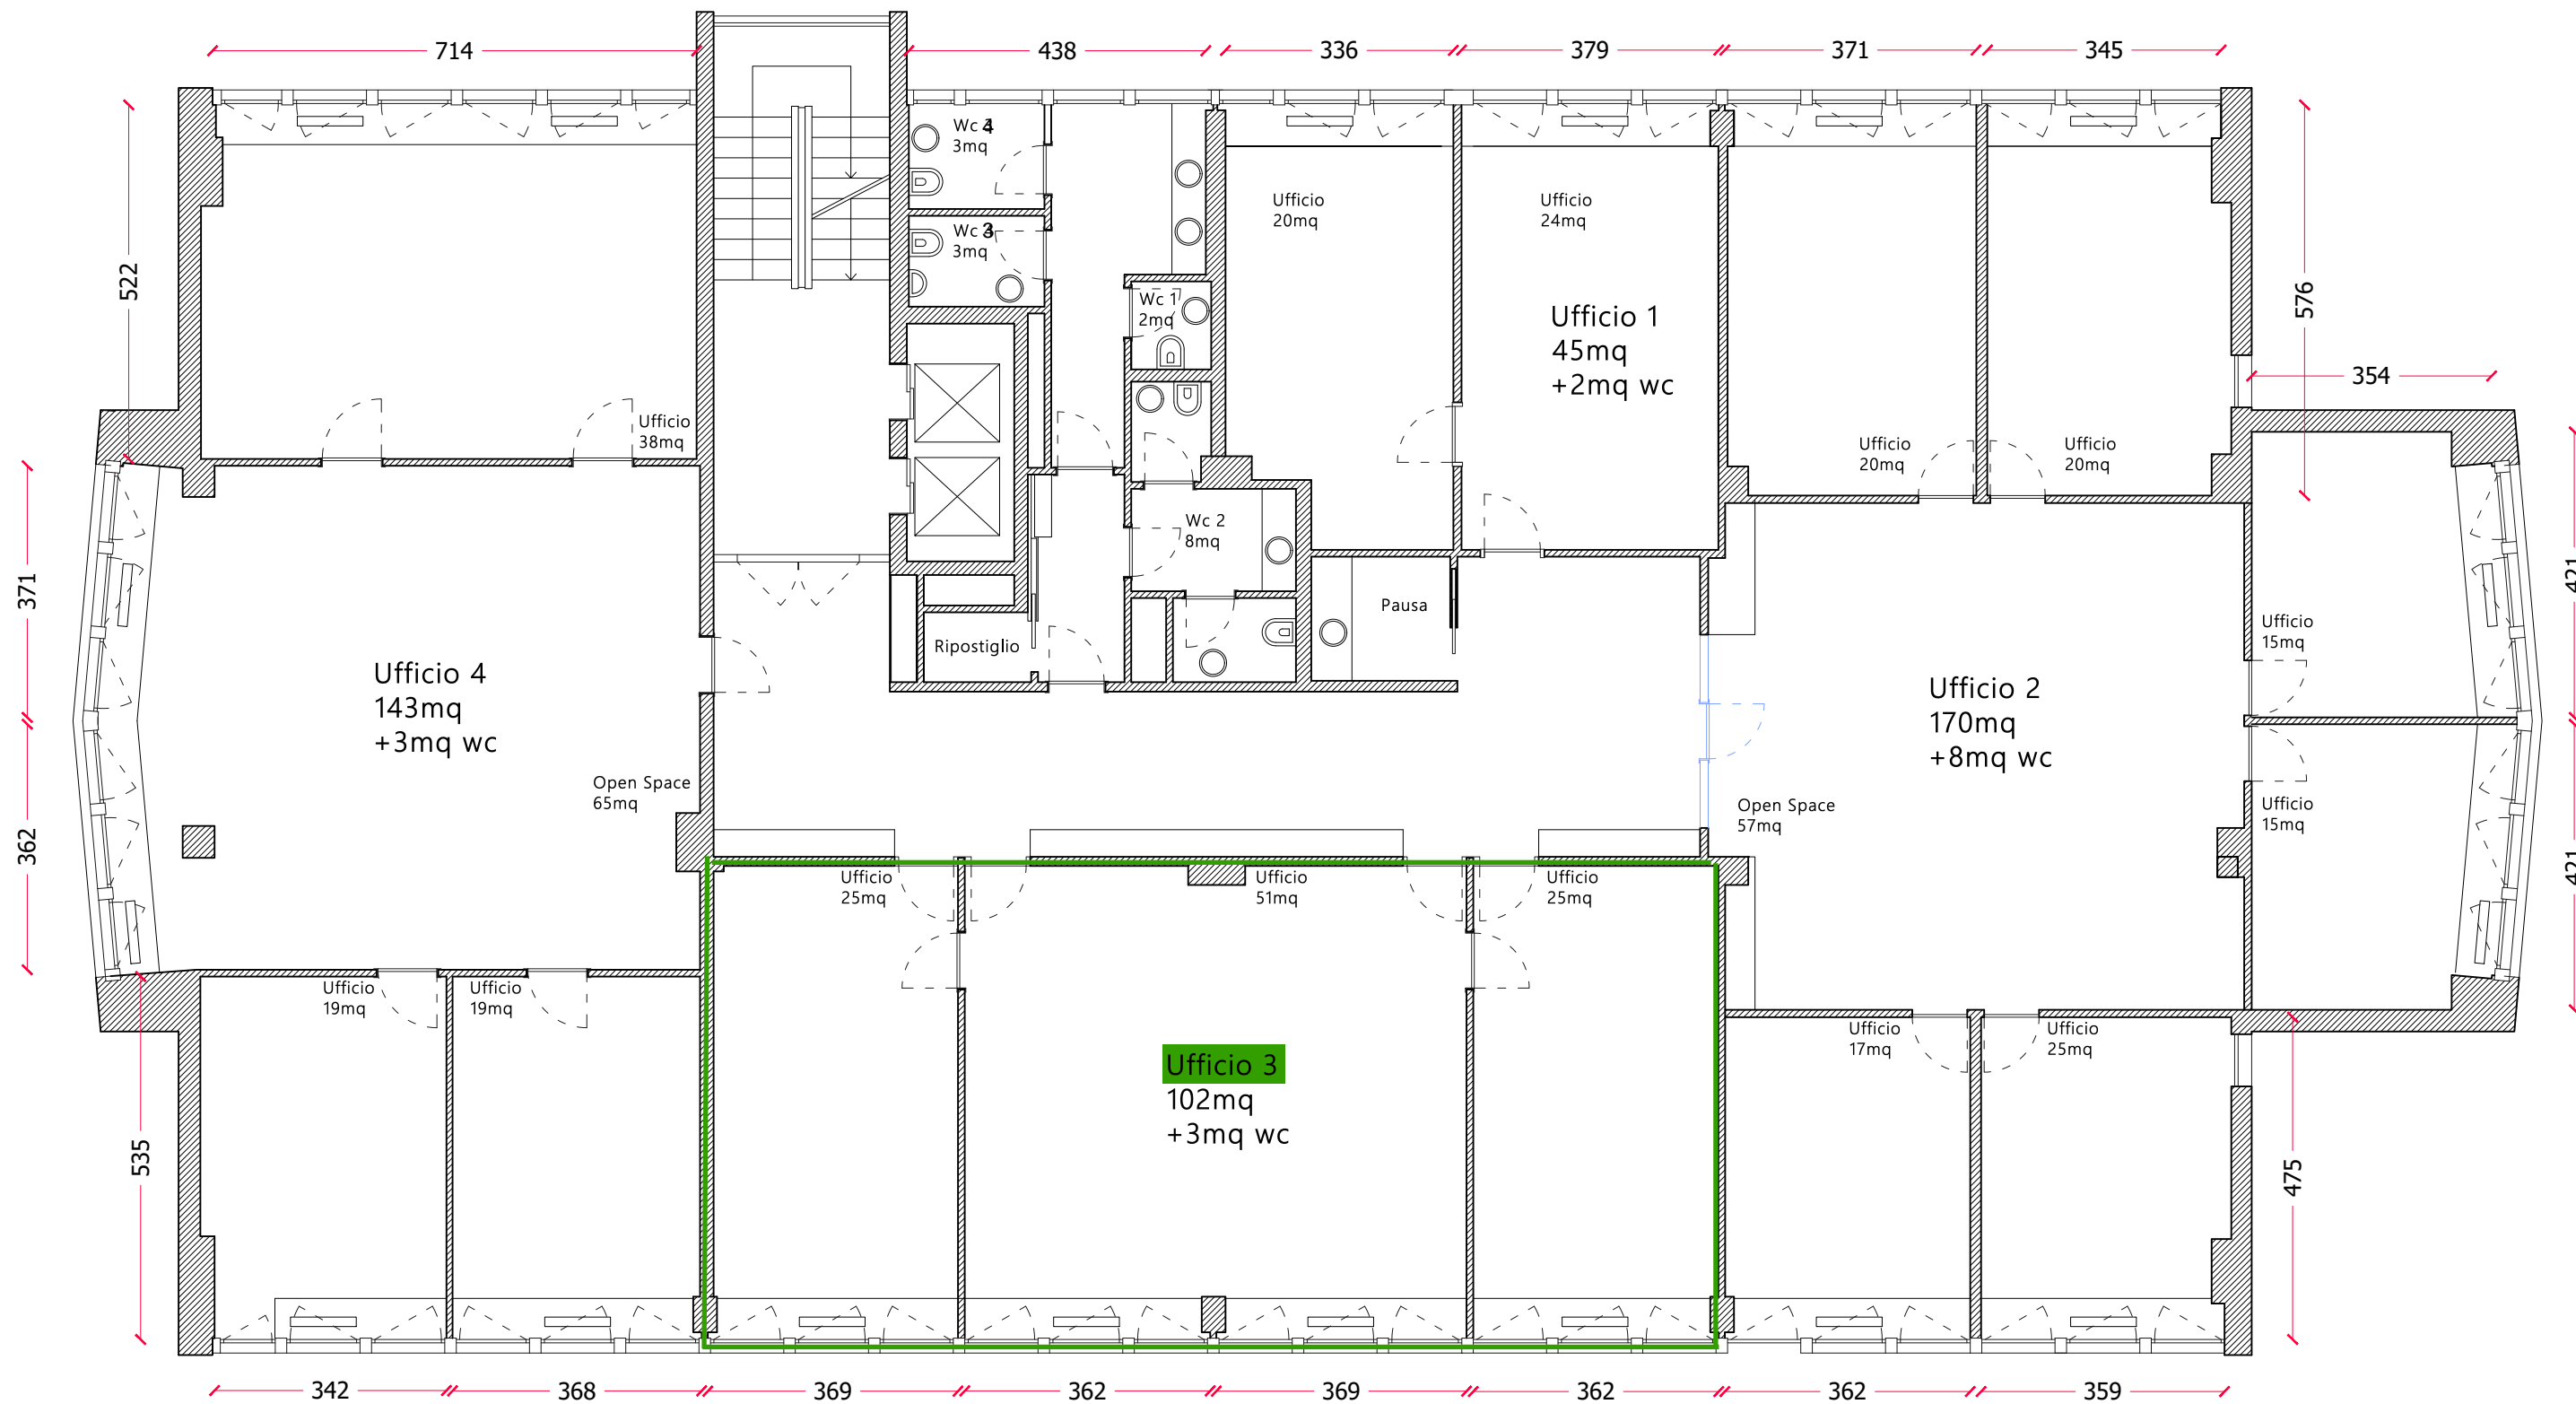 714
438
336
379
371
345
Wc
3mq
Wc
3mq
Ufficio
20mq
Ufficio
24mq
522
576
Wc 1
2mq
Ufficio 1
45mq
+2mq wc
354
Ufficio
38mq
Ufficio
20mq
Ufficio
20mq
Wc 2
8mq
371
421
Pausa
Ripostiglio
Ufficio
15mq
Ufficio 4
143mq
+3mq wc
Ufficio 2
170mq
+8mq wc
Open Space
65mq
Open Space
57mq
Ufficio
15mq
362
421
Ufficio
25mq
Ufficio
51mq
Ufficio
25mq
Ufficio
19mq
Ufficio
19mq
Ufficio
17mq
Ufficio
25mq
Ufficio 3
102mq
+3mq wc
535
475
342
368
369
362
369
362
362
359